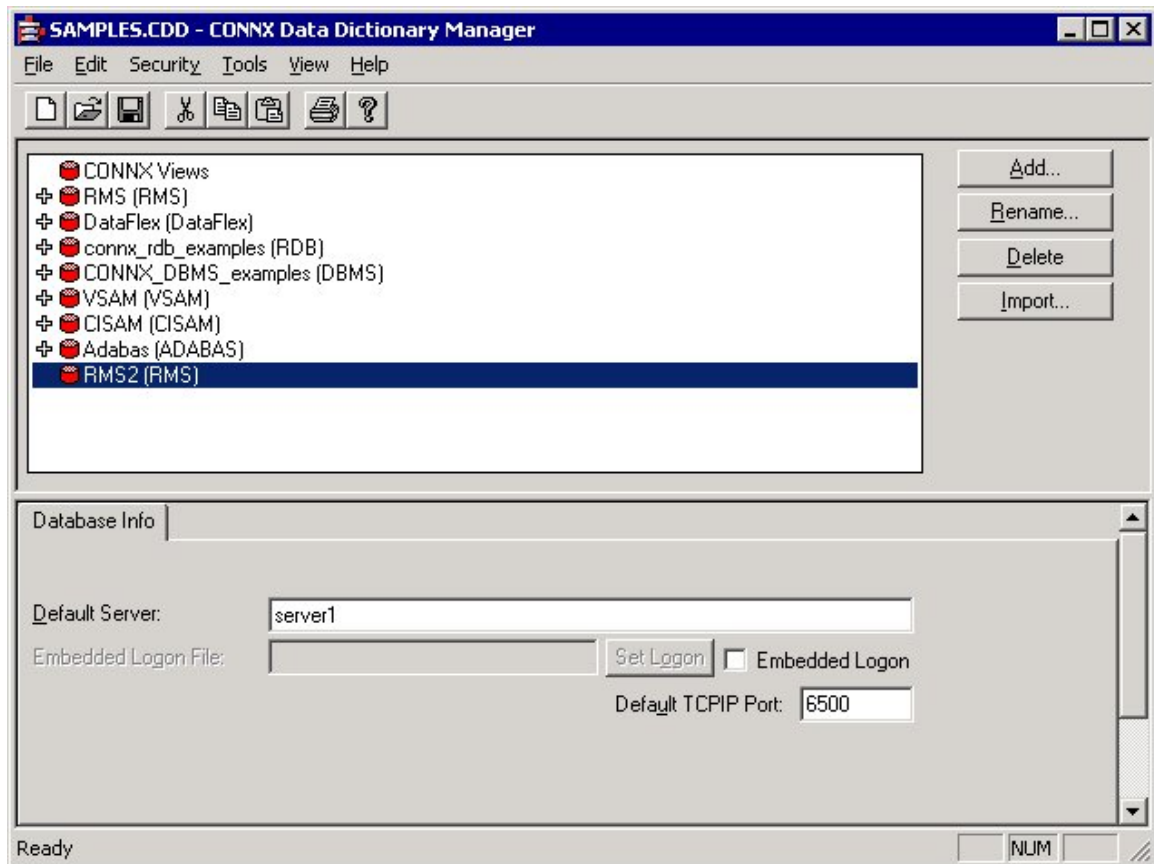 SAMPLES.CDD - CONNX Data Dictionary Manager
File Edit Security Tools View Help
CONNX Views
RMS (RMS)
DataFlex (DataFlex)
connx_rdb_examples (RDB)
CONNX_DBMS_examples (DBMS)
VSAM (VSAM)
CISAM (CISAM)
Adabas (ADABAS)
RMS2 (RMS)
Add...
Rename...
Delete
Import...
Database Info
Default Server: server1
Embedded Logon File: Set Logon Embedded Logon
Default TCPIP Port: 6500
Ready NUM